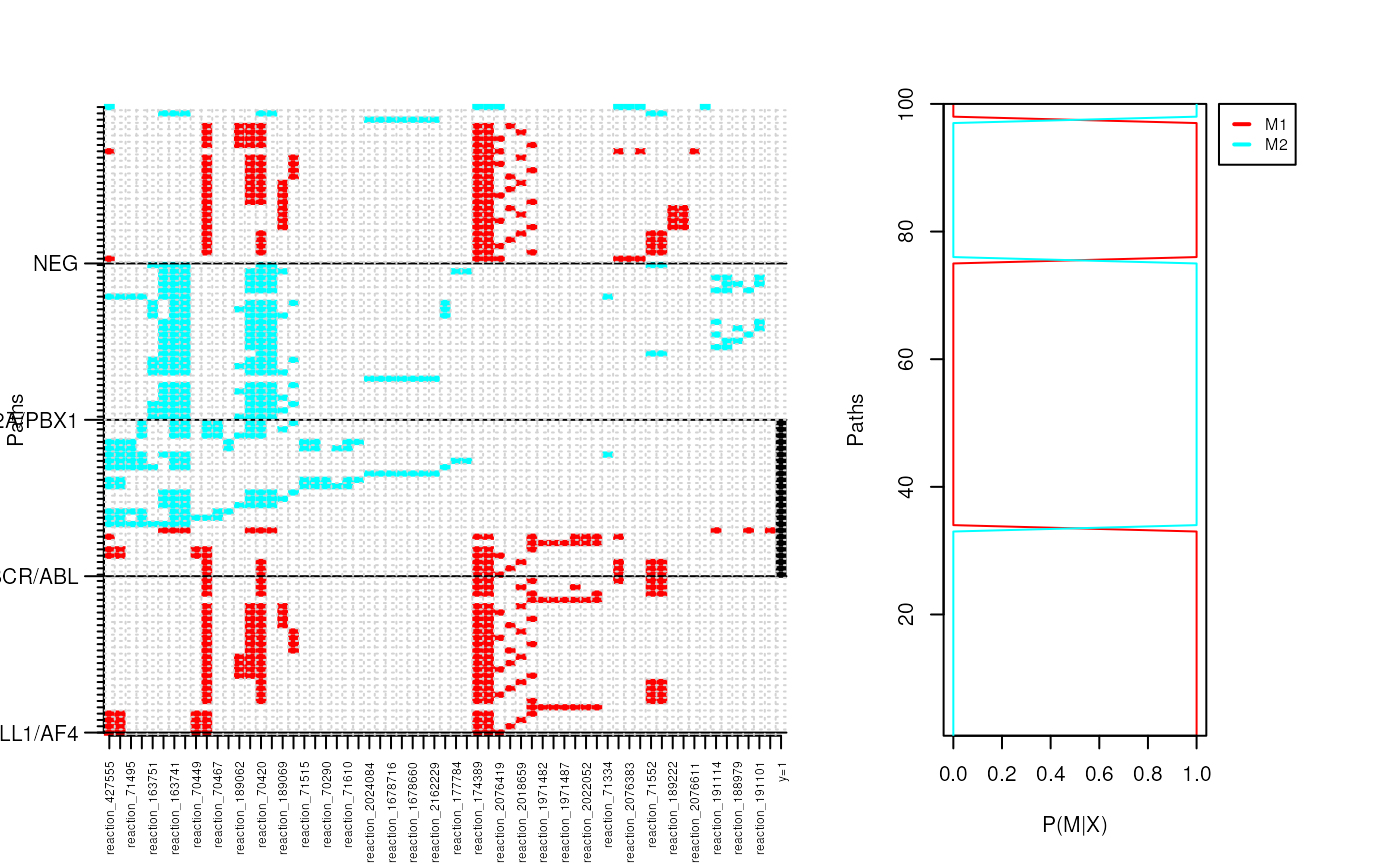 NEG
2A/PBX1
BCR/ABL
LL1/AF4
Paths
reaction_427555
reaction_71495
reaction_163751
reaction_163741
reaction_70449
reaction_70467
reaction_189062
reaction_70420
reaction_189069
reaction_71515
reaction_70290
reaction_71610
reaction_2024084
reaction_1678716
reaction_1678660
reaction_2162229
reaction_177784
reaction_174389
reaction_2076419
reaction_2018659
reaction_1971482
reaction_1971487
reaction_2022052
reaction_71334
reaction_2076383
reaction_71552
reaction_189222
reaction_2076611
reaction_191114
reaction_188979
reaction_191101
y=1
Paths
100
80
60
40
20
0.0 0.2 0.4 0.6 0.8 1.0
P(M|X)
M1
M2